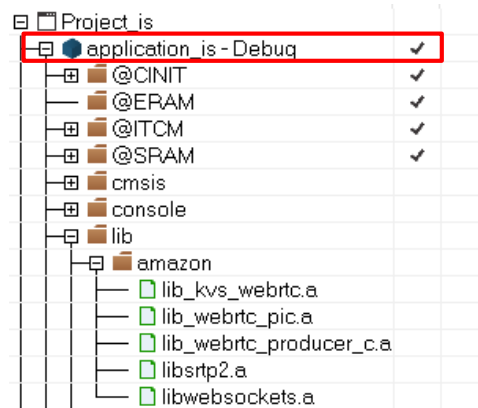 Project_is
application_is - Debug
@CINIT
@ERAM
@ITCM
@SRAM
cmsis
console
lib
amazon
lib_kvs_webrtc.a
lib_webrtc_pic.a
lib_webrtc_producer_c.a
libsrtp2.a
libwebsockets.a